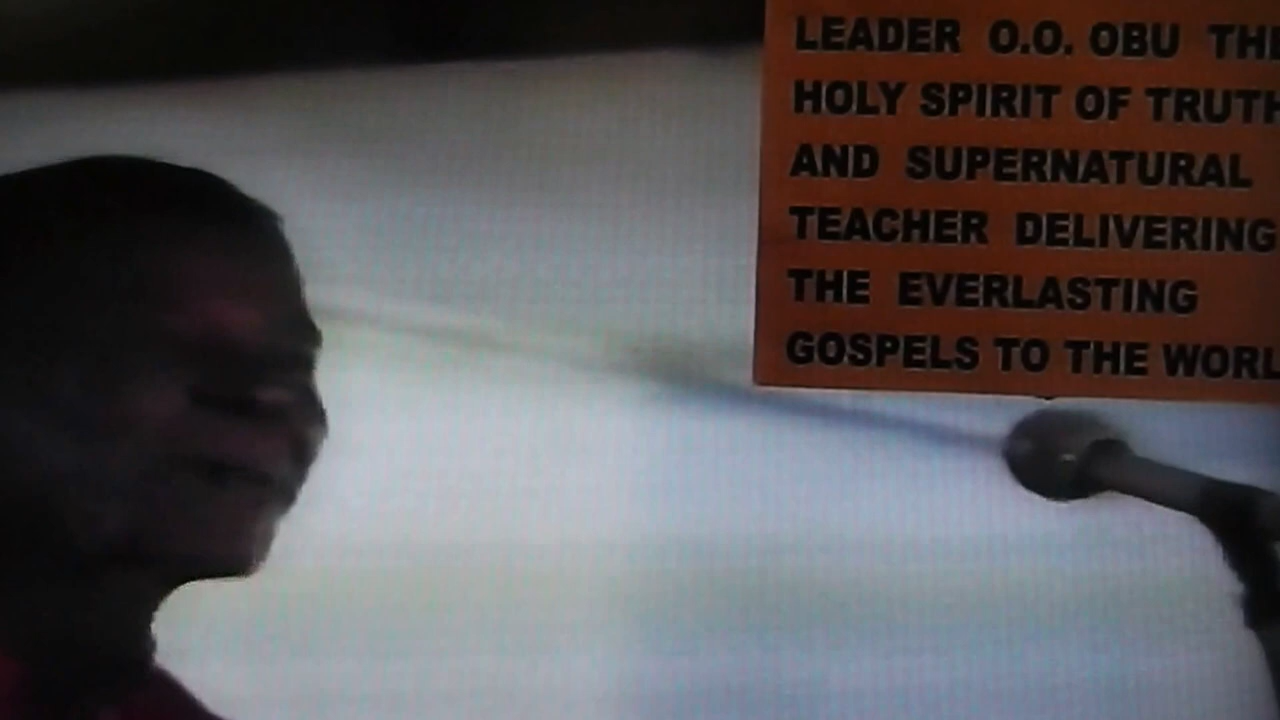 LEADER O.O. OBU THE
HOLY SPIRIT OF TRUTH
AND SUPERNATURAL
TEACHER DELIVERING
THE EVERLASTING
GOSPELS TO THE WORL